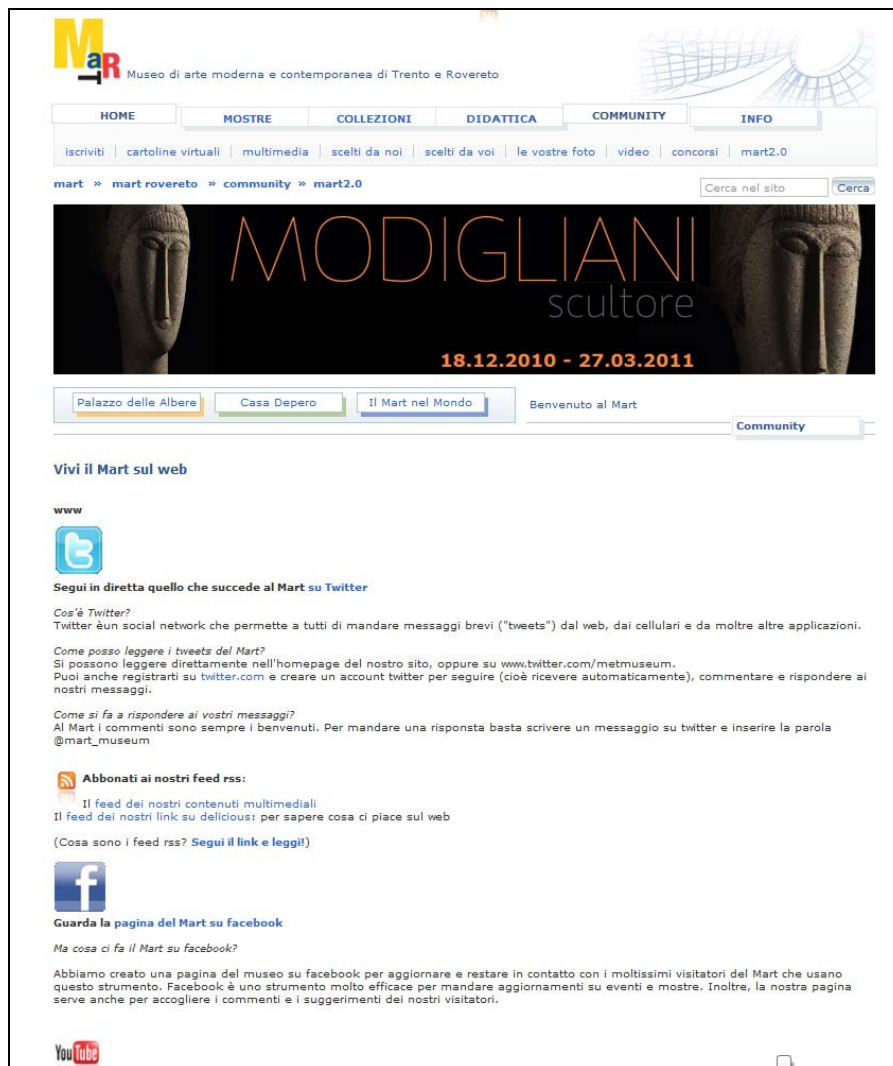 MaRT
Museo di arte moderna e contemporanea di Trento e Rovereto
HOME MOSTRE COLLEZIONI DIDATTICA COMMUNITY INFO
iscriviti | cartoline virtuali | multimedia | scelti da noi | scelti da voi | le vostre foto | video | concorsi | mart2.0
mart » mart rovereto » community » mart2.0
Cerca nel sito Cerca
MODIGLIANI
scultore
18.12.2010 - 27.03.2011
Palazzo delle Albere Casa Depero Il Mart nel Mondo Benvenuto al Mart
Community
Vivi il Mart sul web
www
t
Segui in diretta quello che succede al Mart su Twitter
Cos'è Twitter?
Twitter èun social network che permette a tutti di mandare messaggi brevi ("tweets") dal web, dai cellulari e da moltre altre applicazioni.
Come posso leggere i tweets del Mart?
Si possono leggere direttamente nell'homepage del nostro sito, oppure su www.twitter.com/metmuseum.
Puoi anche registrarti su twitter.com e creare un account twitter per seguire (cioè ricevere automaticamente), commentare e rispondere ai
nostri messaggi.
Come si fa a rispondere ai vostri messaggi?
Al Mart i commenti sono sempre i benvenuti. Per mandare una risponsta basta scrivere un messaggio su twitter e inserire la parola
@mart_museum
Abbonati ai nostri feed rss:
Il feed dei nostri contenuti multimediali
Il feed dei nostri link su delicious: per sapere cosa ci piace sul web
(Cosa sono i feed rss? Segui il link e leggi!)
f
Guarda la pagina del Mart su facebook
Ma cosa ci fa il Mart su facebook?
Abbiamo creato una pagina del museo su facebook per aggiornare e restare in contatto con i moltissimi visitatori del Mart che usano
questo strumento. Facebook è uno strumento molto efficace per mandare aggiornamenti su eventi e mostre. Inoltre, la nostra pagina
serve anche per accogliere i commenti e i suggerimenti dei nostri visitatori.
You Tube